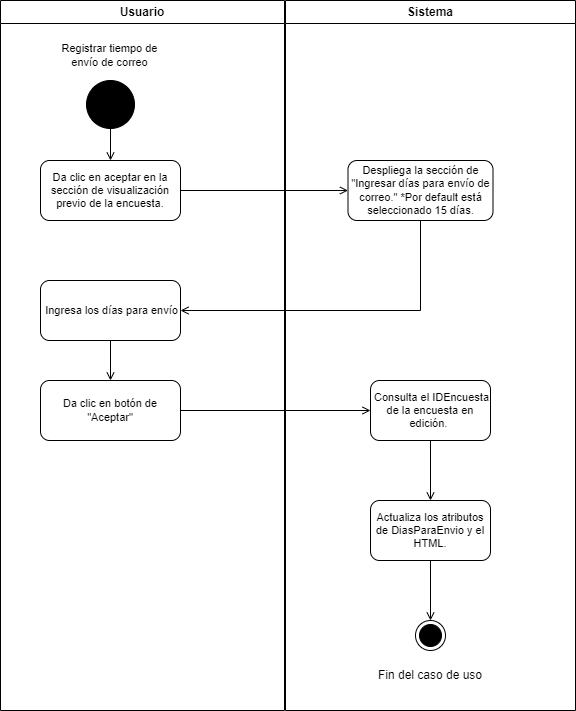 Usuario
Sistema
Registrar tiempo de
envío de correo
Da clic en aceptar en la
sección de visualización
previo de la encuesta.
Despliega la sección de
"Ingresar días para envío de
correo." *Por default está
seleccionado 15 días.
Ingresa los días para envío
Da clic en botón de
"Aceptar"
Consulta el IDEncuesta
de la encuesta en
edición.
Actualiza los atributos
de DiasParaEnvio y el
HTML.
Fin del caso de uso